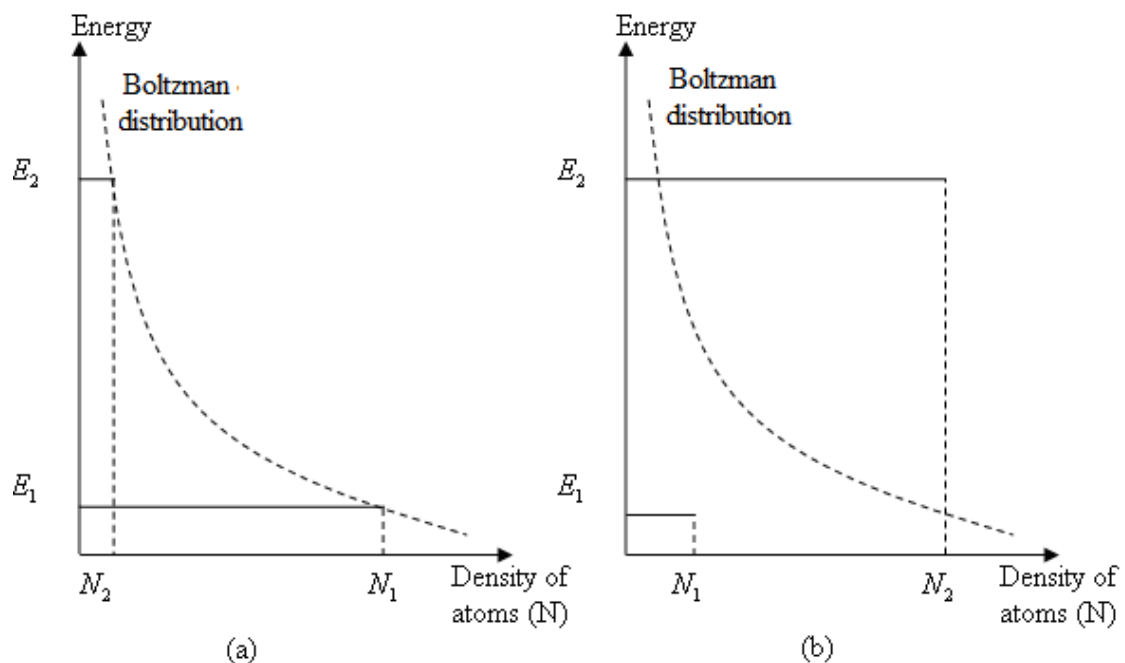 Energy
Boltzman
distribution
E₂
E₁
N₂
N₁
Density of
atoms (N)
(a)
Energy
Boltzman
distribution
E₂
E₁
N₁
N₂
Density of
atoms (N)
(b)